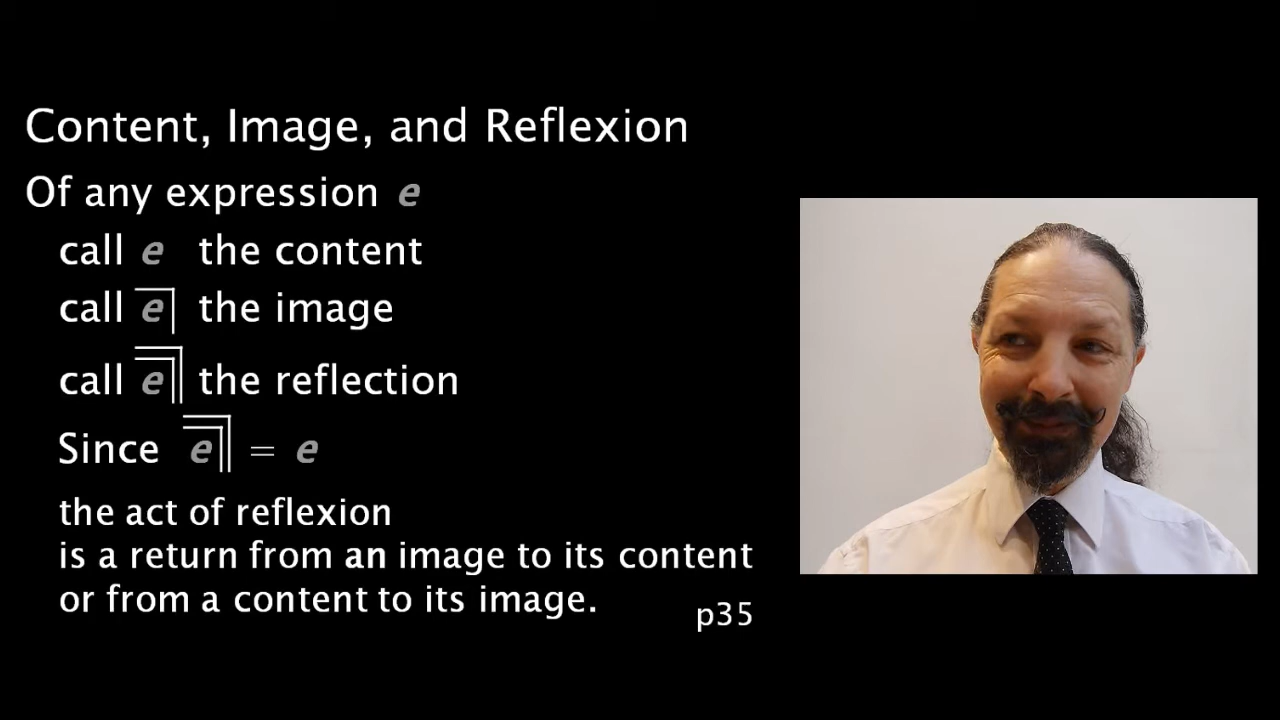 Content, Image, and Reflexion
Of any expression e
call e the content
call e the image
call e the reflection
Since e = e
the act of reflexion
is a return from an image to its content
or from a content to its image.
p35